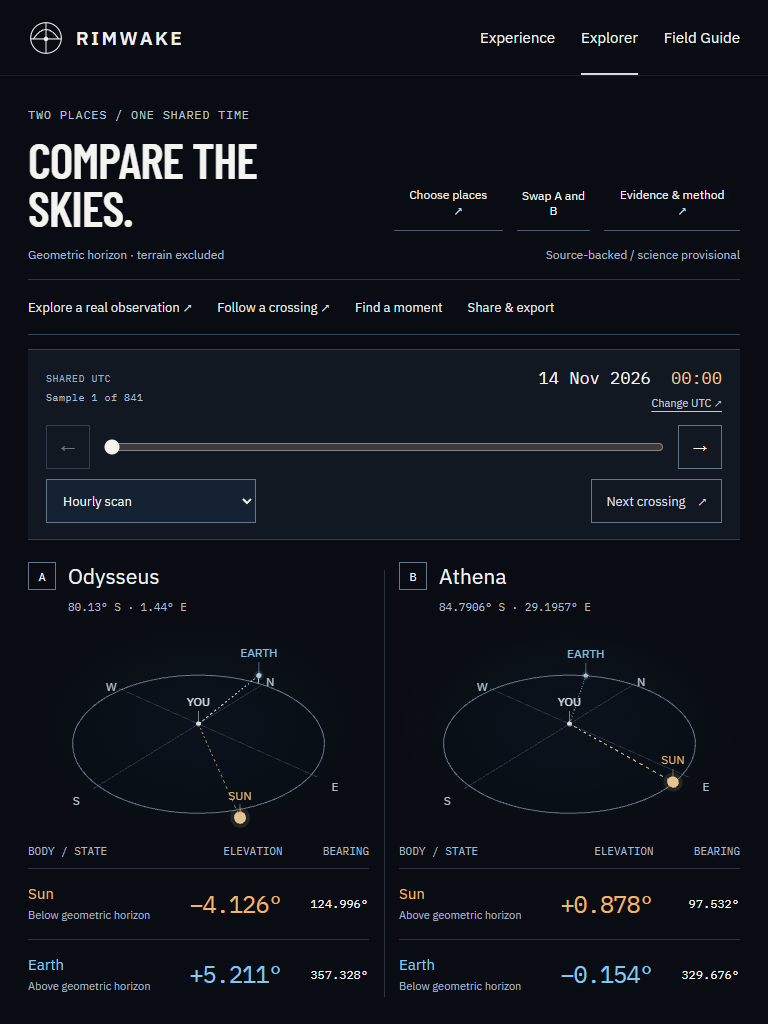 RIMWAKE
Experience
Explorer
Field Guide
TWO PLACES / ONE SHARED TIME
COMPARE THE
SKIES.
Choose places
↗
Swap A and
B
Evidence & method
↗
Geometric horizon · terrain excluded
Source-backed / science provisional
Explore a real observation ↗
Follow a crossing ↗
Find a moment
Share & export
SHARED UTC
Sample 1 of 841
14 Nov 2026 00:00
Change UTC ↗
←
→
Hourly scan
Next crossing ↗
A
Odysseus
80.13° S · 1.44° E
EARTH
W
N
YOU
SUN
E
S
BODY / STATE ELEVATION BEARING
Sun
Below geometric horizon
−4.126°
124.996°
Earth
Above geometric horizon
+5.211°
357.328°
B
Athena
84.7906° S · 29.1957° E
EARTH
W
N
YOU
SUN
E
S
BODY / STATE ELEVATION BEARING
Sun
Above geometric horizon
+0.878°
97.532°
Earth
Below geometric horizon
−0.154°
329.676°